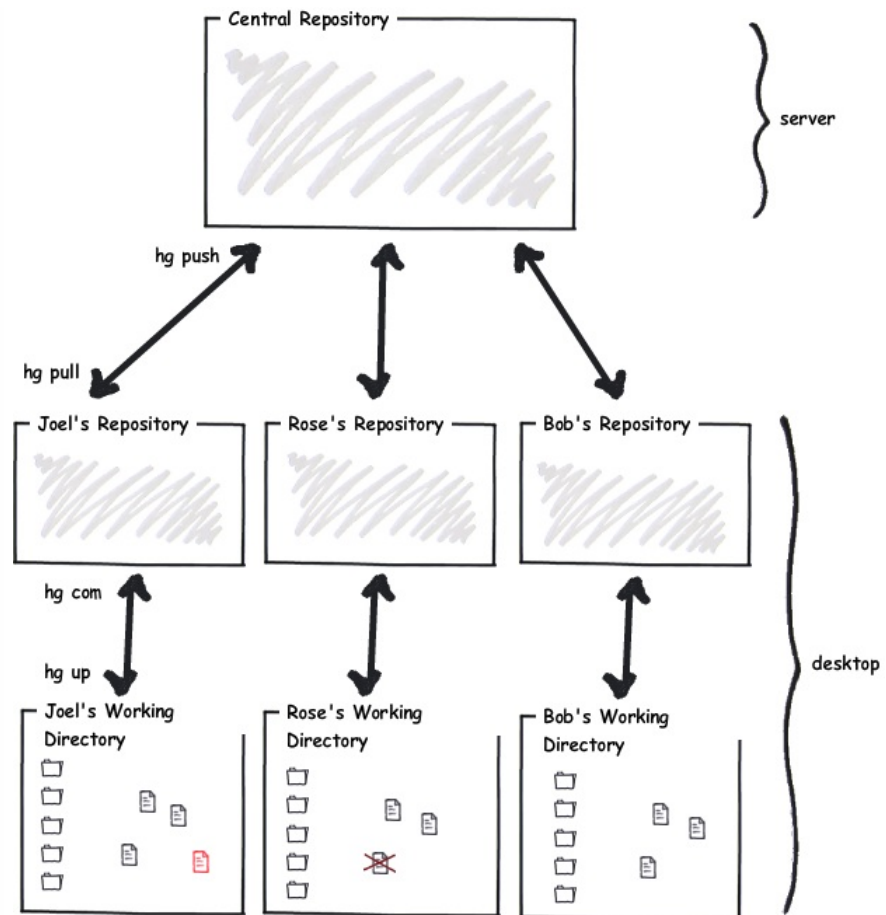 Central Repository
server
hg push
hg pull
Joel's Repository
Rose's Repository
Bob's Repository
hg com
hg up
desktop
Joel's Working
Directory
Rose's Working
Directory
Bob's Working
Directory